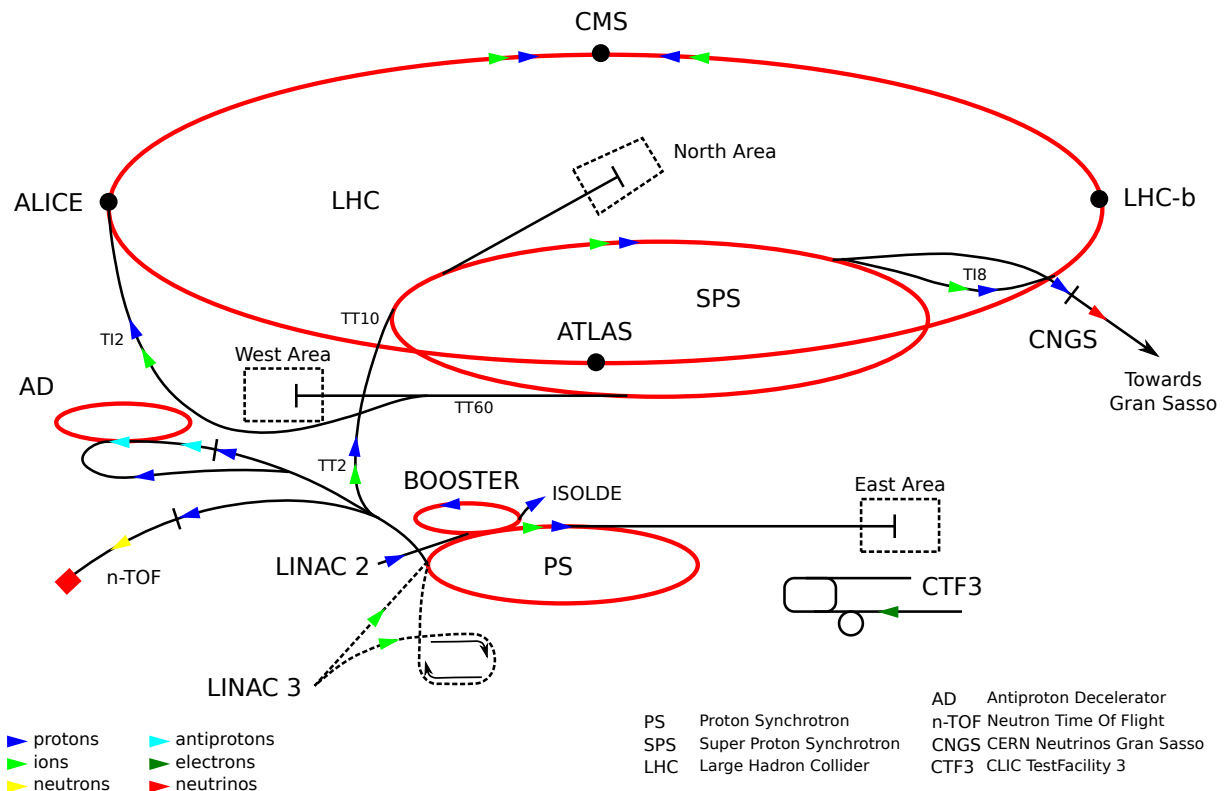 CMS
North Area
ALICE
LHC
LHC-b
SPS
TI8
TT10
ATLAS
CNGS
TI2
West Area
Towards
Gran Sasso
AD
TT60
TT2
BOOSTER
ISOLDE
East Area
LINAC 2
PS
n-TOF
CTF3
LINAC 3
protons
ions
neutrons
antiprotons
electrons
neutrinos
PS Proton Synchrotron
SPS Super Proton Synchrotron
LHC Large Hadron Collider
AD Antiproton Decelerator
n-TOF Neutron Time Of Flight
CNGS CERN Neutrinos Gran Sasso
CTF3 CLIC TestFacility 3